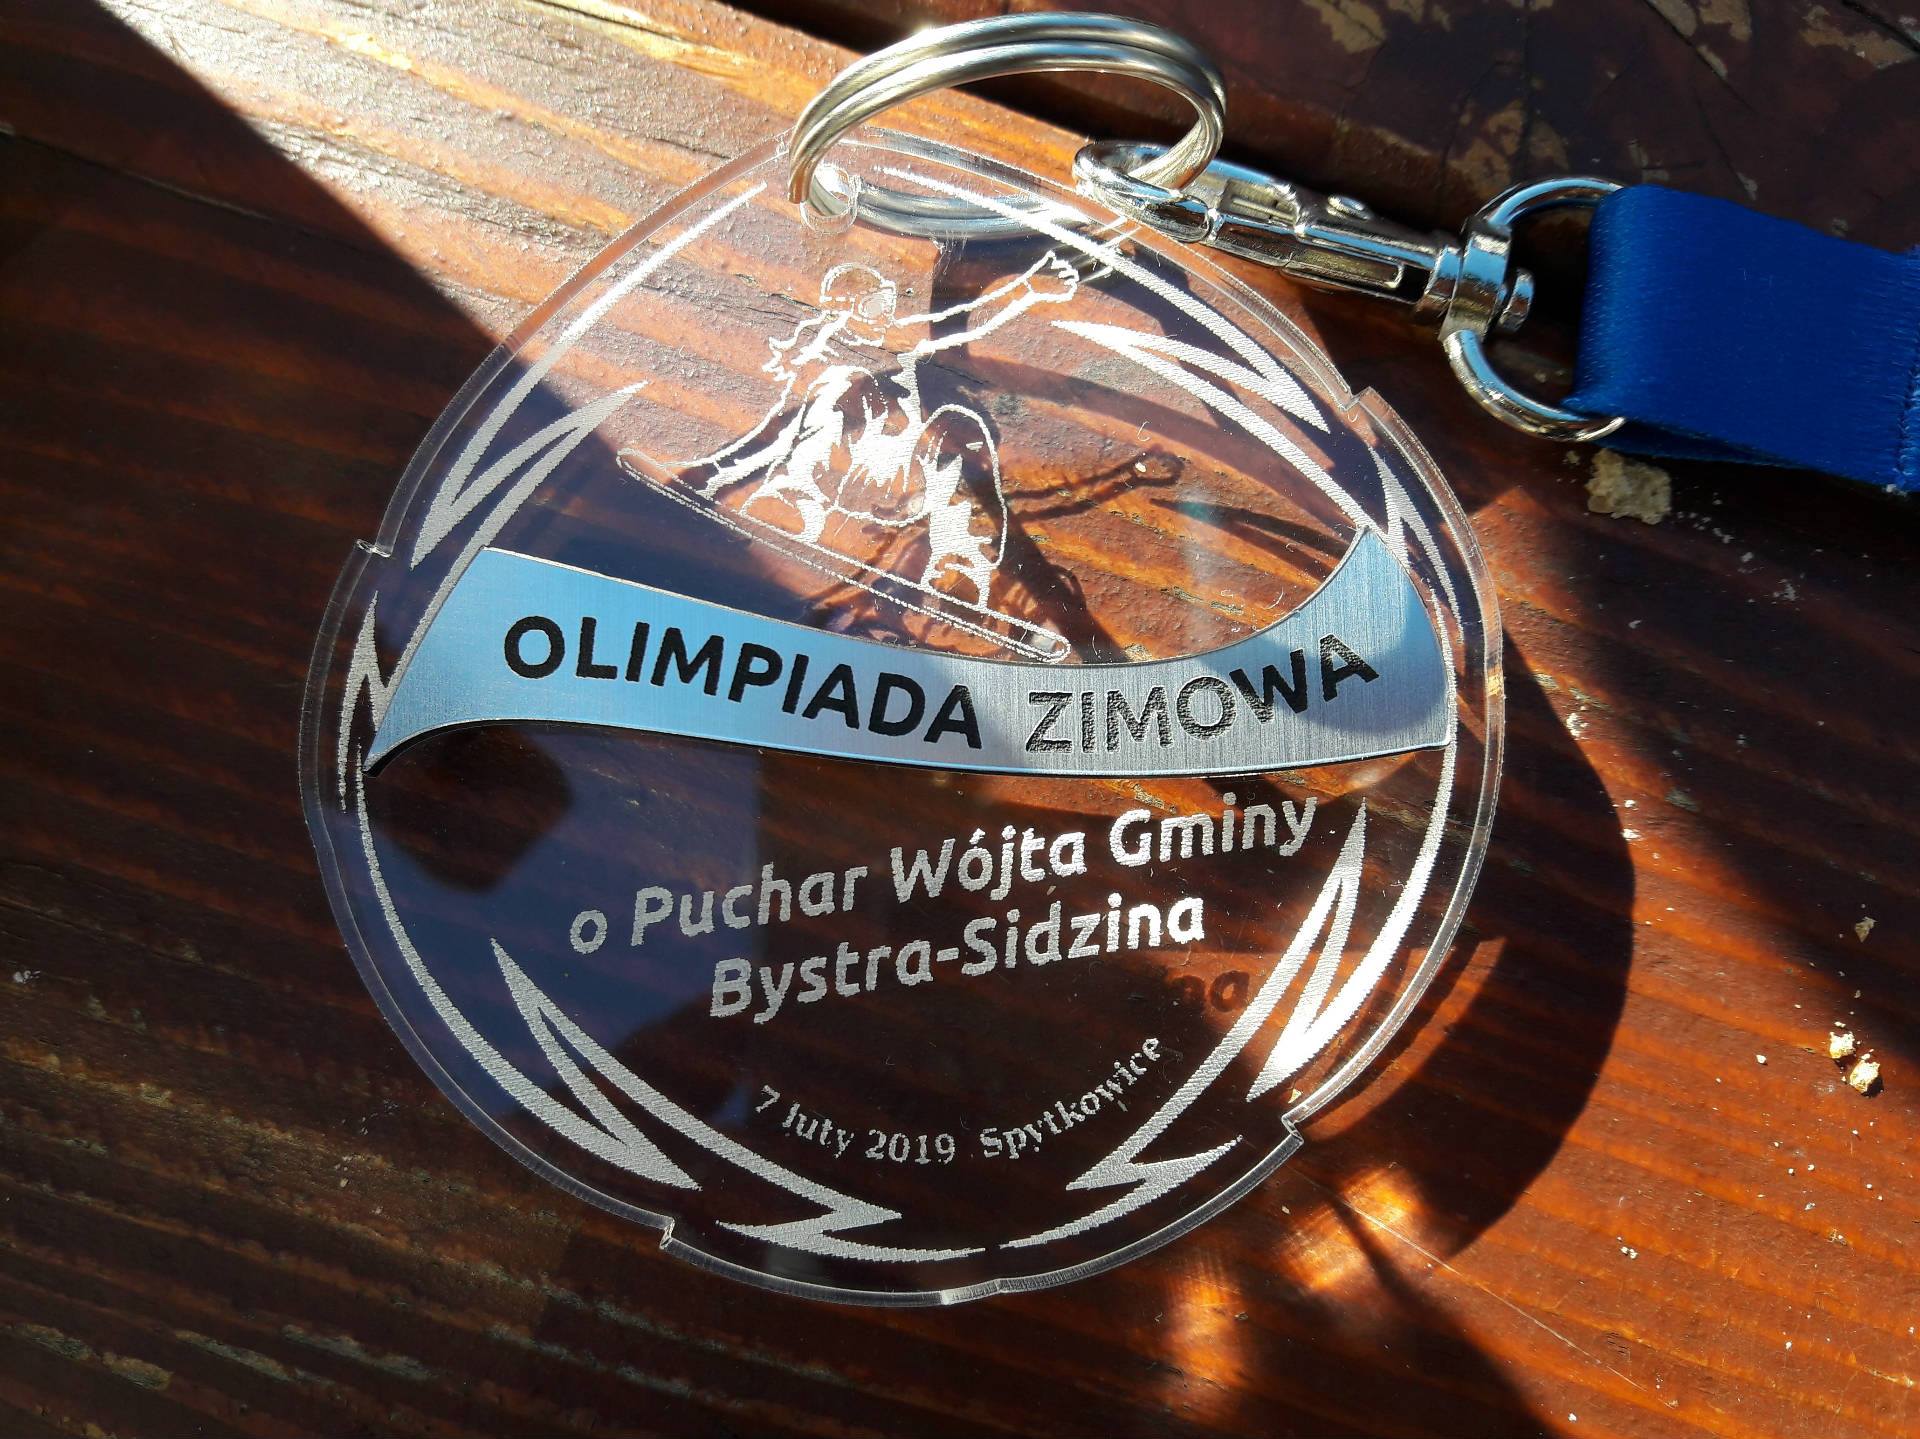 OLIMPIADA ZIMOWA
o Puchar Wójta Gminy
Bystra-Sidzina
7 luty 2019 Spytkowice